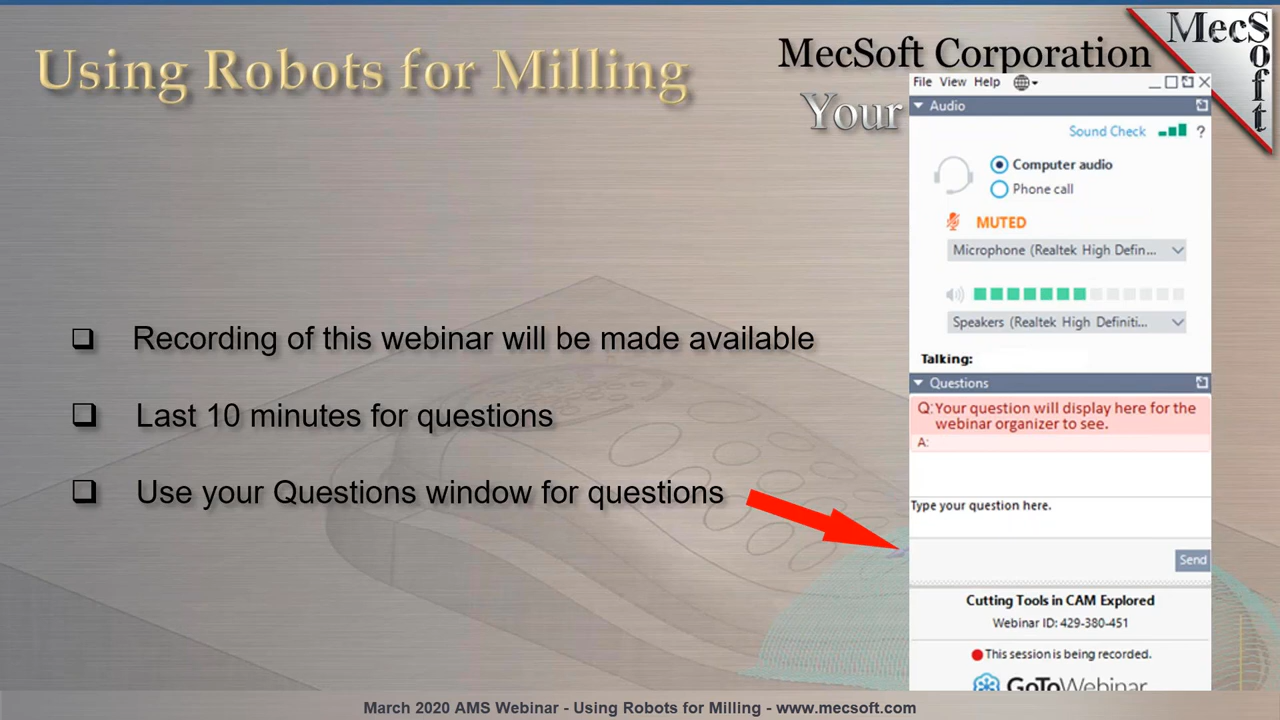 Using Robots for Milling
MecSoft Corporation
Your
MecSoft
File View Help
Audio
Sound Check ?
Computer audio
Phone call
MUTED
Microphone (Realtek High Defin...
Speakers (Realtek High Definiti...
Talking:
Questions
Q: Your question will display here for the
webinar organizer to see.
A:
Type your question here.
Send
Cutting Tools in CAM Explored
Webinar ID: 429-380-451
This session is being recorded.
GoToWebinar
❑ Recording of this webinar will be made available
❑ Last 10 minutes for questions
❑ Use your Questions window for questions
March 2020 AMS Webinar - Using Robots for Milling - www.mecsoft.com